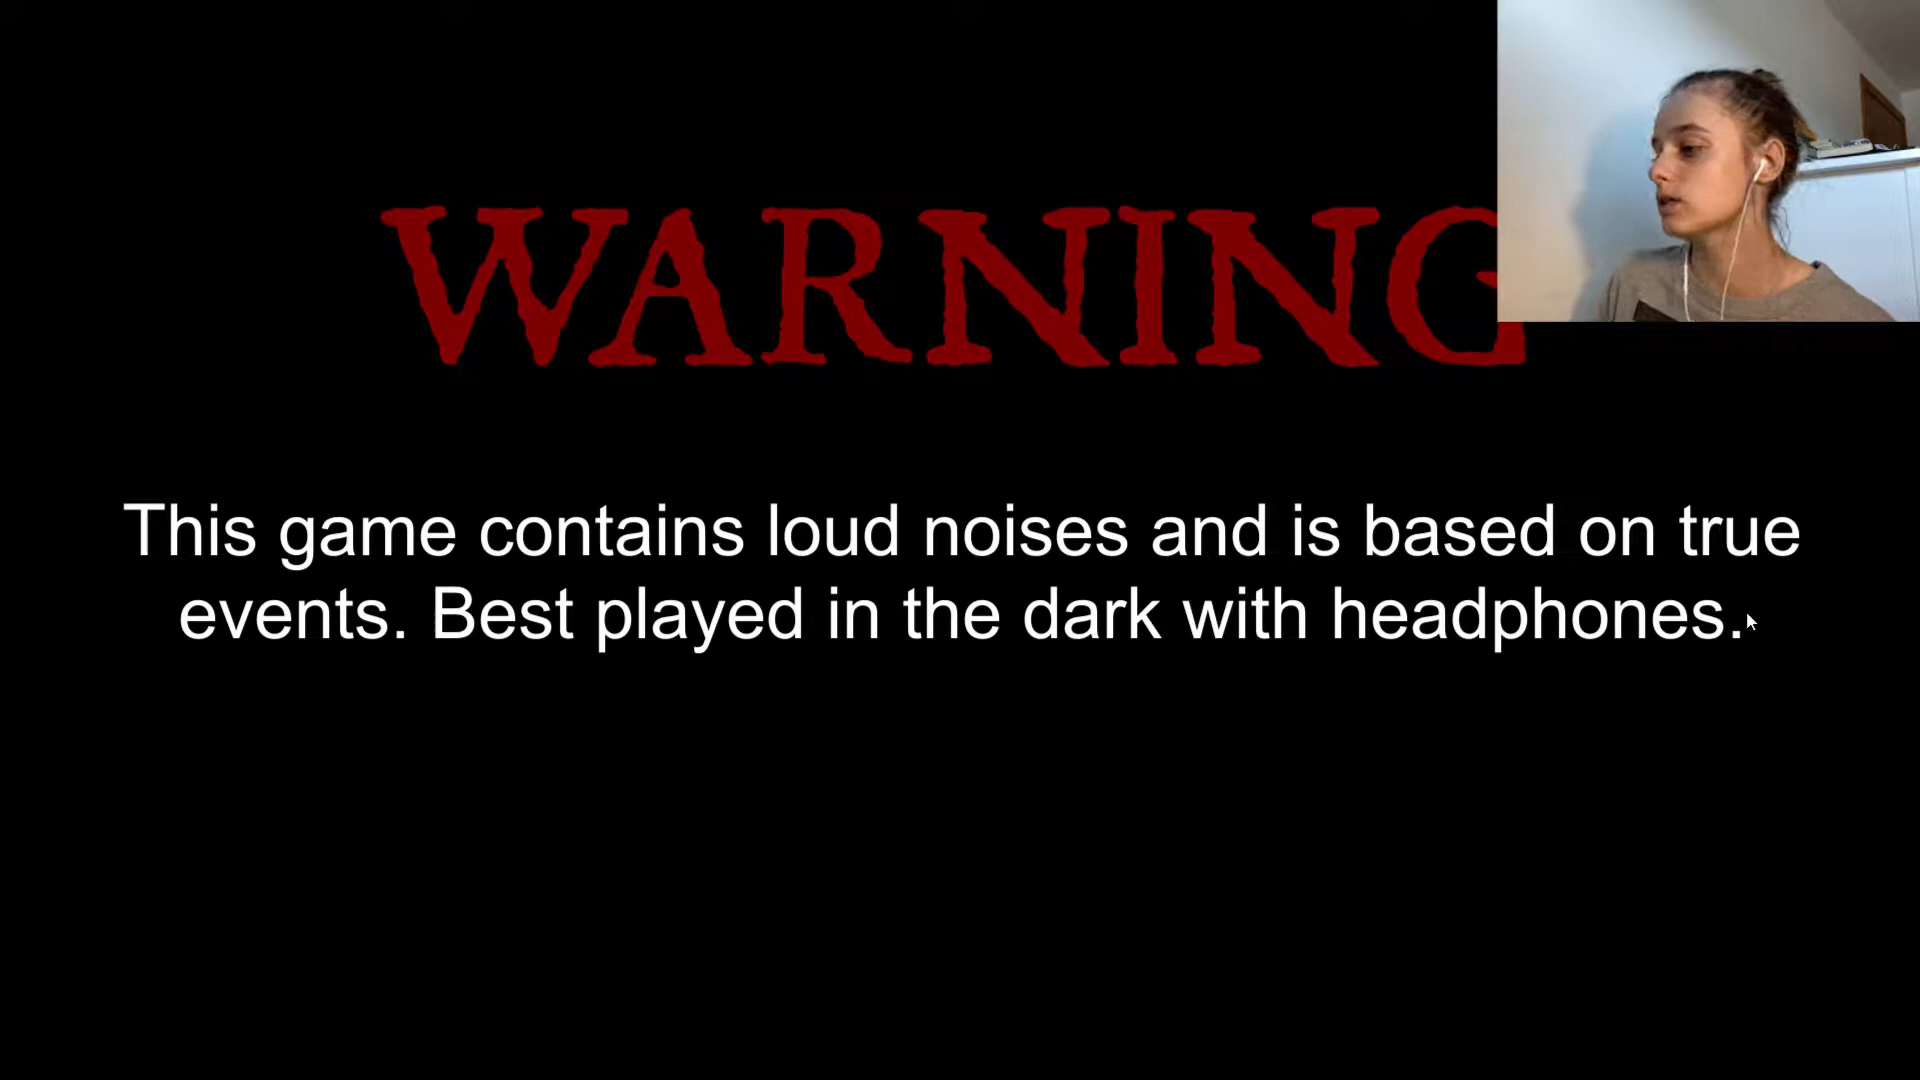 WARNING
This game contains loud noises and is based on true
events. Best played in the dark with headphones.